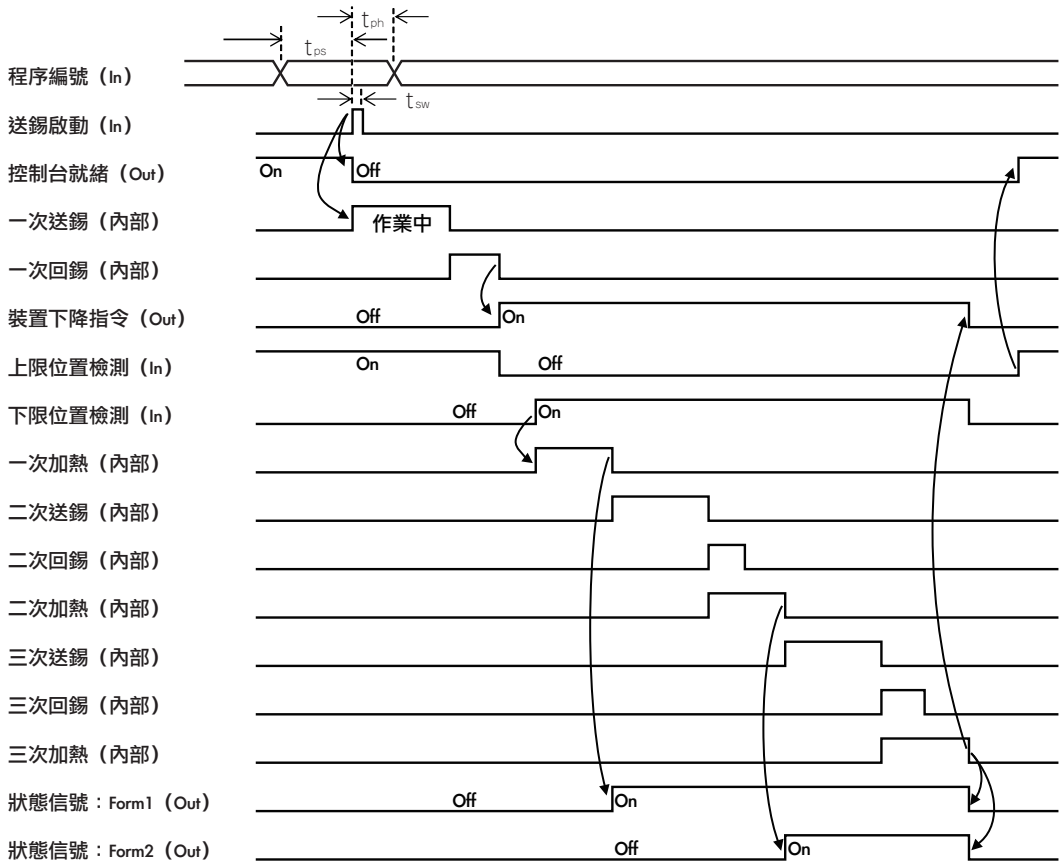 tph
tps
程序編號（In）
tsw
送錫啟動（In）
控制台就緒（Out） On Off
一次送錫（內部） 作業中
一次回錫（內部）
裝置下降指令（Out） Off On
上限位置檢測（In） On Off
下限位置檢測（In） Off On
一次加熱（內部）
二次送錫（內部）
二次回錫（內部）
二次加熱（內部）
三次送錫（內部）
三次回錫（內部）
三次加熱（內部）
狀態信號：Form1（Out） Off On
狀態信號：Form2（Out） Off On